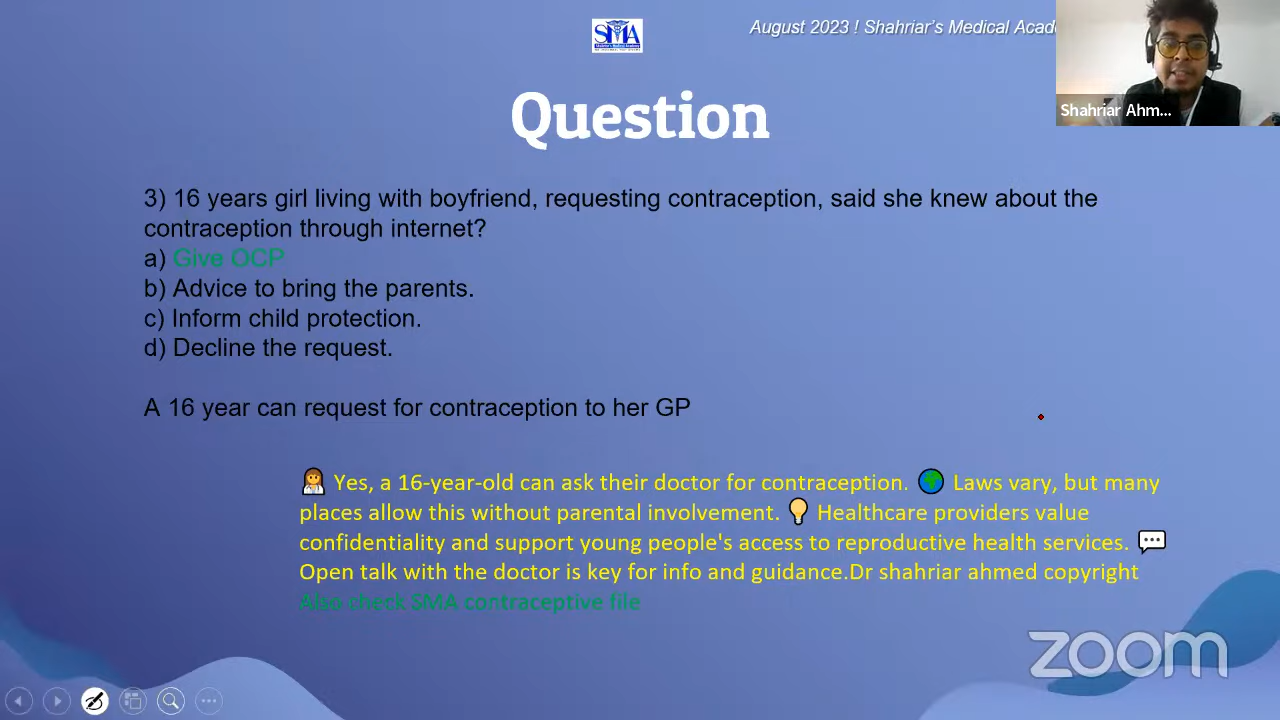 SMA
August 2023 ! Shahriar's Medical Acade
Shahriar Ahm...
Question
3) 16 years girl living with boyfriend, requesting contraception, said she knew about the
contraception through internet?
a) Give OCP
b) Advice to bring the parents.
c) Inform child protection.
d) Decline the request.
A 16 year can request for contraception to her GP
Yes, a 16-year-old can ask their doctor for contraception. Laws vary, but many
places allow this without parental involvement. Healthcare providers value
confidentiality and support young people's access to reproductive health services.
Open talk with the doctor is key for info and guidance.Dr shahriar ahmed copyright
Also check SMA contraceptive file
zoom